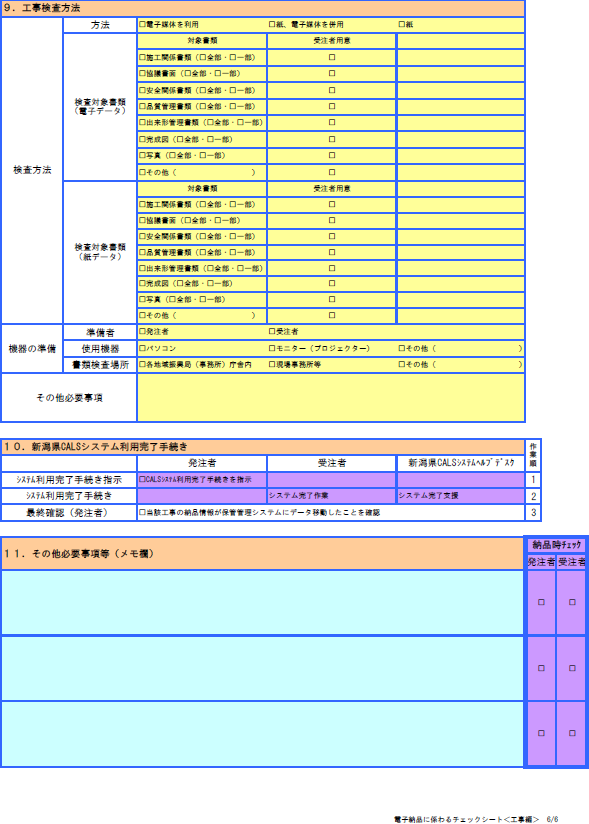 ９．工事検査方法
検査方法
方法 □電子媒体を利用 □紙、電子媒体を併用 □紙
検査対象書類
（電子データ）
対象書類 受注者用意
□施工関係書類（□全部・□一部） □
□協議書面（□全部・□一部） □
□安全関係書類（□全部・□一部） □
□品質管理書類（□全部・□一部） □
□出来形管理書類（□全部・□一部） □
□完成図（□全部・□一部） □
□写真（□全部・□一部） □
□その他（　　　　　　　　） □
検査対象書類
（紙データ）
対象書類 受注者用意
□施工関係書類（□全部・□一部） □
□協議書面（□全部・□一部） □
□安全関係書類（□全部・□一部） □
□品質管理書類（□全部・□一部） □
□出来形管理書類（□全部・□一部） □
□完成図（□全部・□一部） □
□写真（□全部・□一部） □
□その他（　　　　　　　　） □
機器の準備
準備者 □発注者 □受注者
使用機器 □パソコン □モニター（プロジェクター） □その他（　　　　　　　　）
書類検査場所 □各地域振興局（事務所）庁舎内 □現場事務所等 □その他（　　　　　　　　）
その他必要事項
１０．新潟県CALSシステム利用完了手続き 作業順
発注者 受注者 新潟県CALSｼｽﾃﾑﾍﾙﾌﾟﾃﾞｽｸ
ｼｽﾃﾑ利用完了手続き指示 □CALSｼｽﾃﾑ利用完了手続きを指示 1
ｼｽﾃﾑ利用完了手続き システム完了作業 システム完了支援 2
最終確認（発注者） □当該工事の納品情報が保管管理システムにデータ移動したことを確認 3
１１．その他必要事項等（メモ欄） 納品時ﾁｪｯｸ
発注者 受注者
□ □
□ □
□ □
電子納品に係わるチェックシート＜工事編＞ 6/6